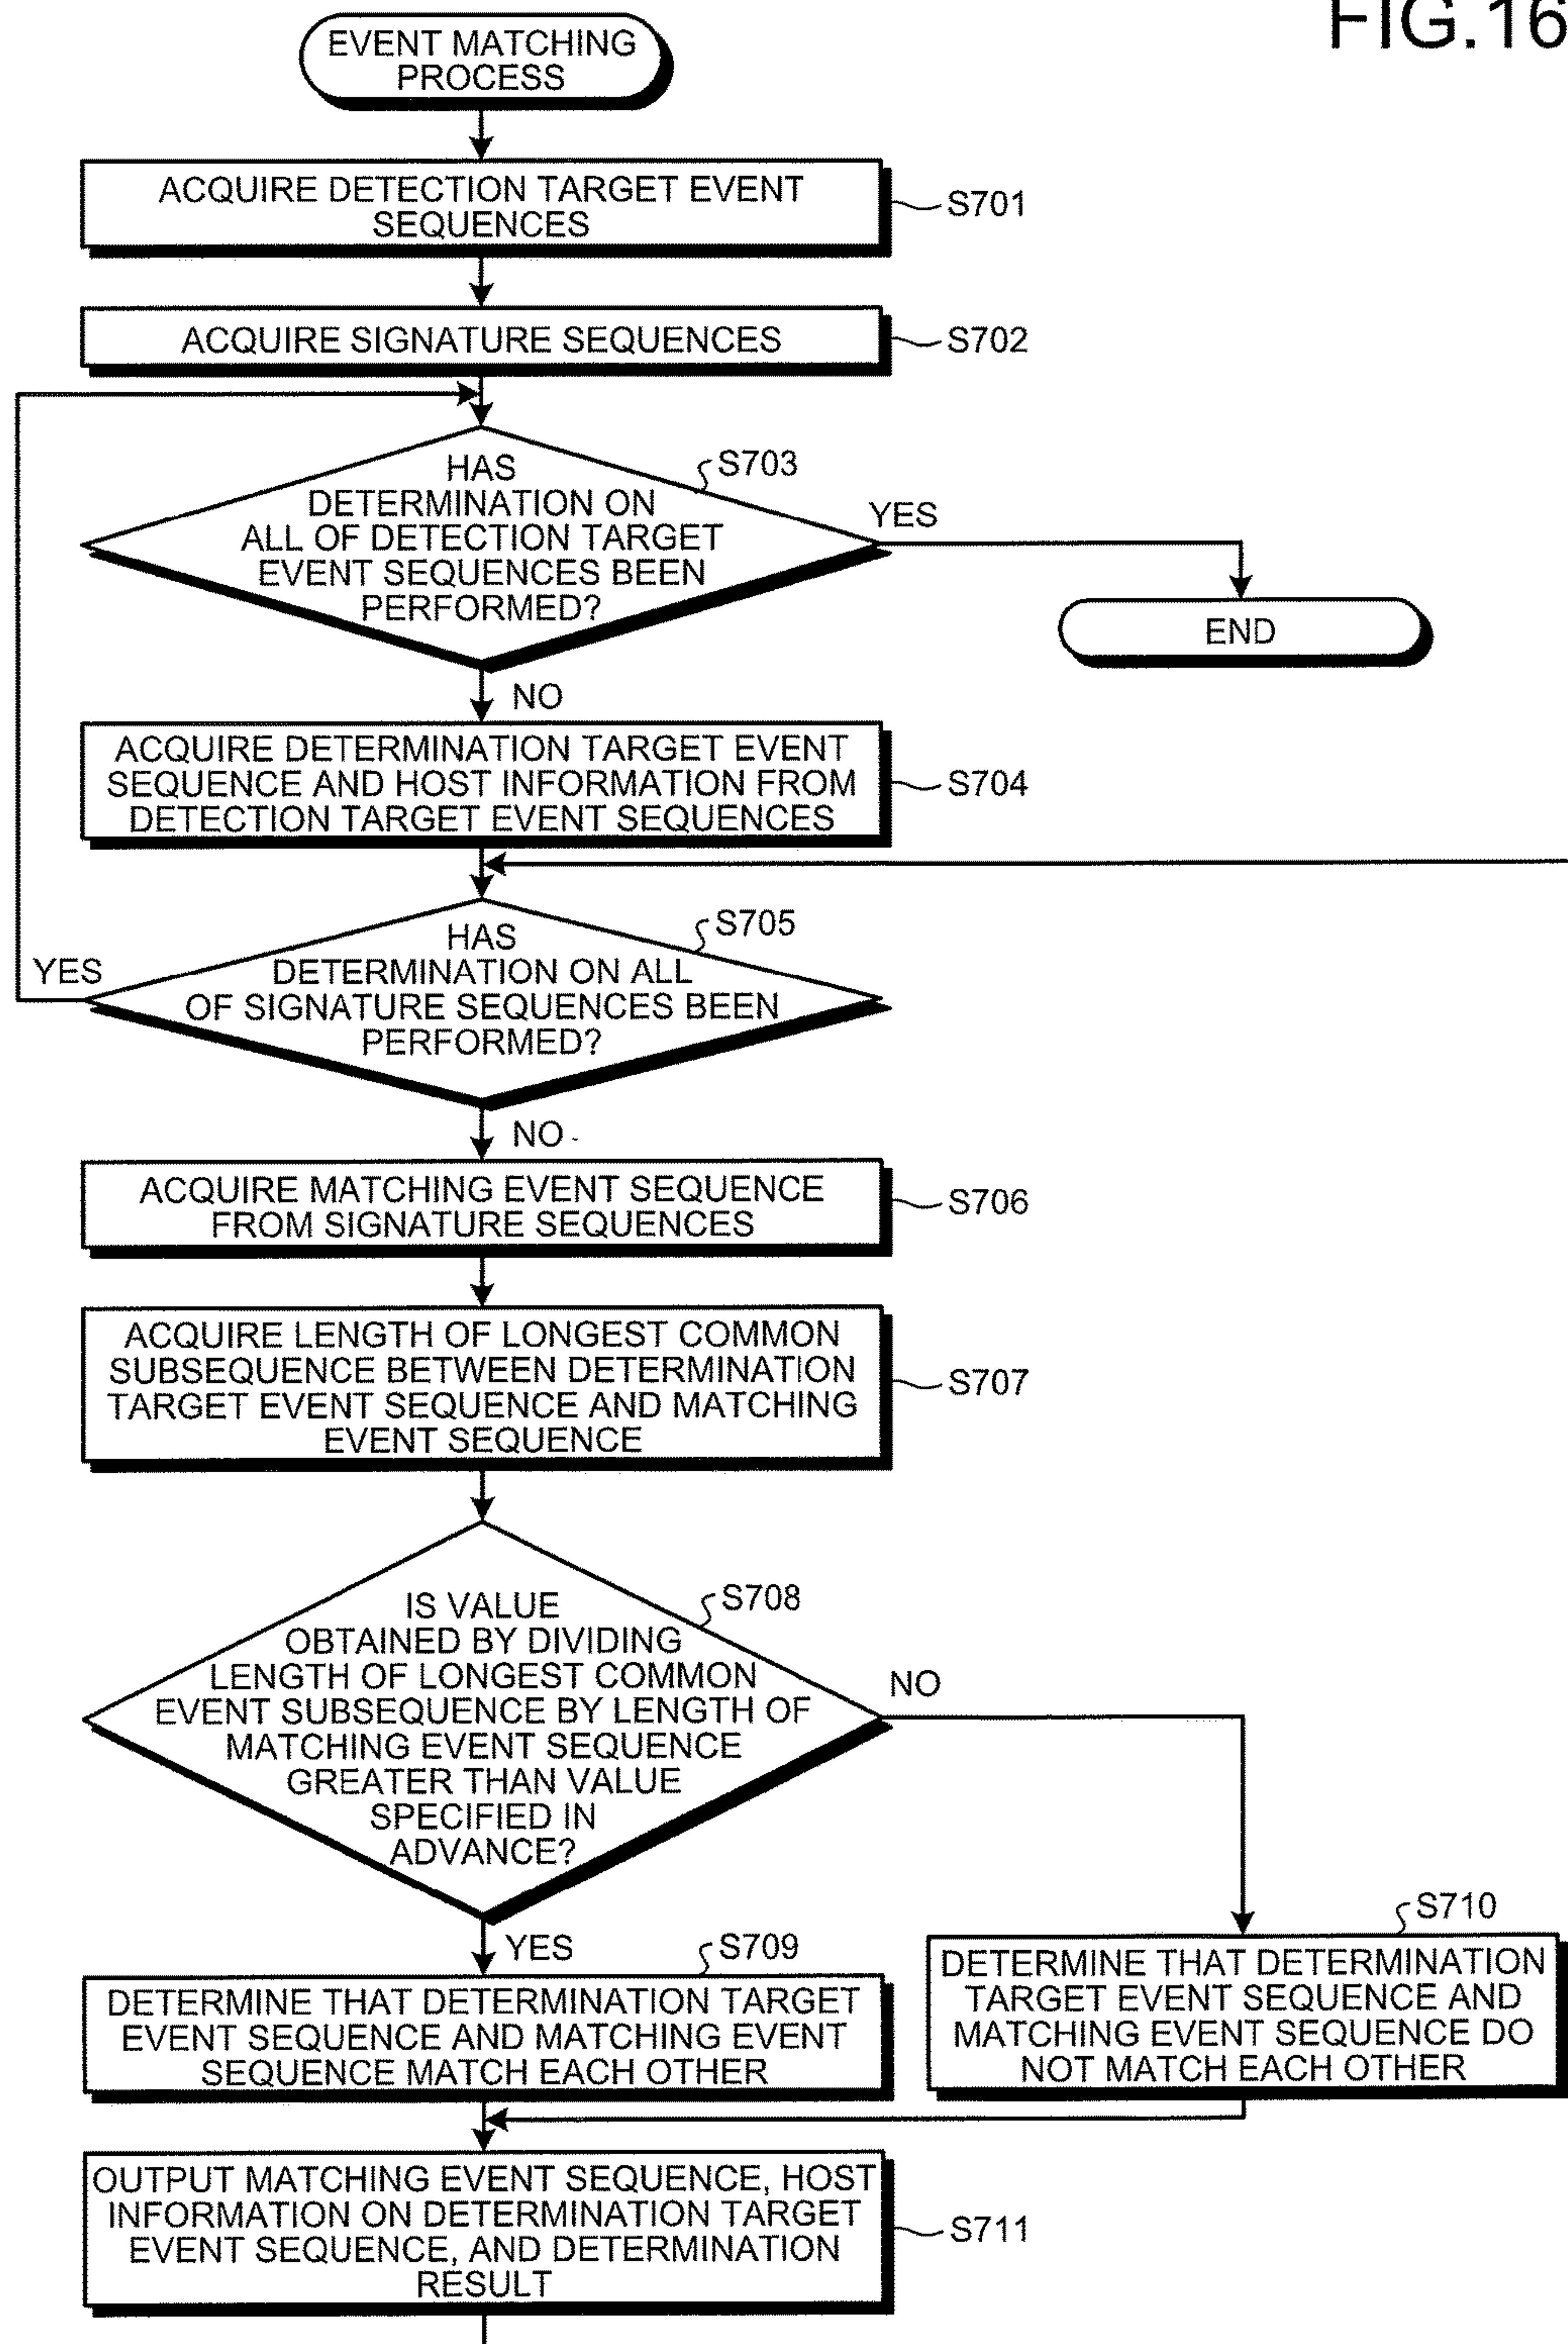 FIG.16
EVENT MATCHING
PROCESS
ACQUIRE DETECTION TARGET EVENT
SEQUENCES
S701
ACQUIRE SIGNATURE SEQUENCES
S702
HAS
DETERMINATION ON
ALL OF DETECTION TARGET
EVENT SEQUENCES BEEN
PERFORMED?
S703
YES
END
NO
ACQUIRE DETERMINATION TARGET EVENT
SEQUENCE AND HOST INFORMATION FROM
DETECTION TARGET EVENT SEQUENCES
S704
HAS
DETERMINATION ON ALL
OF SIGNATURE SEQUENCES BEEN
PERFORMED?
S705
YES
NO
ACQUIRE MATCHING EVENT SEQUENCE
FROM SIGNATURE SEQUENCES
S706
ACQUIRE LENGTH OF LONGEST COMMON
SUBSEQUENCE BETWEEN DETERMINATION
TARGET EVENT SEQUENCE AND MATCHING
EVENT SEQUENCE
S707
IS VALUE
OBTAINED BY DIVIDING
LENGTH OF LONGEST COMMON
EVENT SUBSEQUENCE BY LENGTH OF
MATCHING EVENT SEQUENCE
GREATER THAN VALUE
SPECIFIED IN
ADVANCE?
S708
NO
YES
S709
DETERMINE THAT DETERMINATION TARGET
EVENT SEQUENCE AND MATCHING EVENT
SEQUENCE MATCH EACH OTHER
S710
DETERMINE THAT DETERMINATION
TARGET EVENT SEQUENCE AND
MATCHING EVENT SEQUENCE DO
NOT MATCH EACH OTHER
OUTPUT MATCHING EVENT SEQUENCE, HOST
INFORMATION ON DETERMINATION TARGET
EVENT SEQUENCE, AND DETERMINATION
RESULT
S711